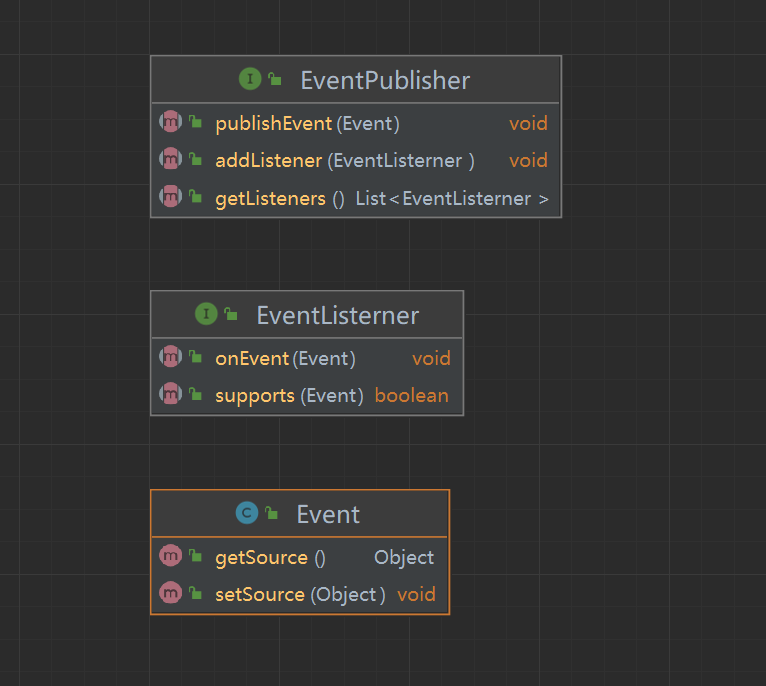 I EventPublisher
m publishEvent(Event) void
m addListener(EventListerner) void
m getListeners() List<EventListerner>
I EventListerner
m onEvent(Event) void
m supports(Event) boolean
C Event
m getSource() Object
m setSource(Object) void